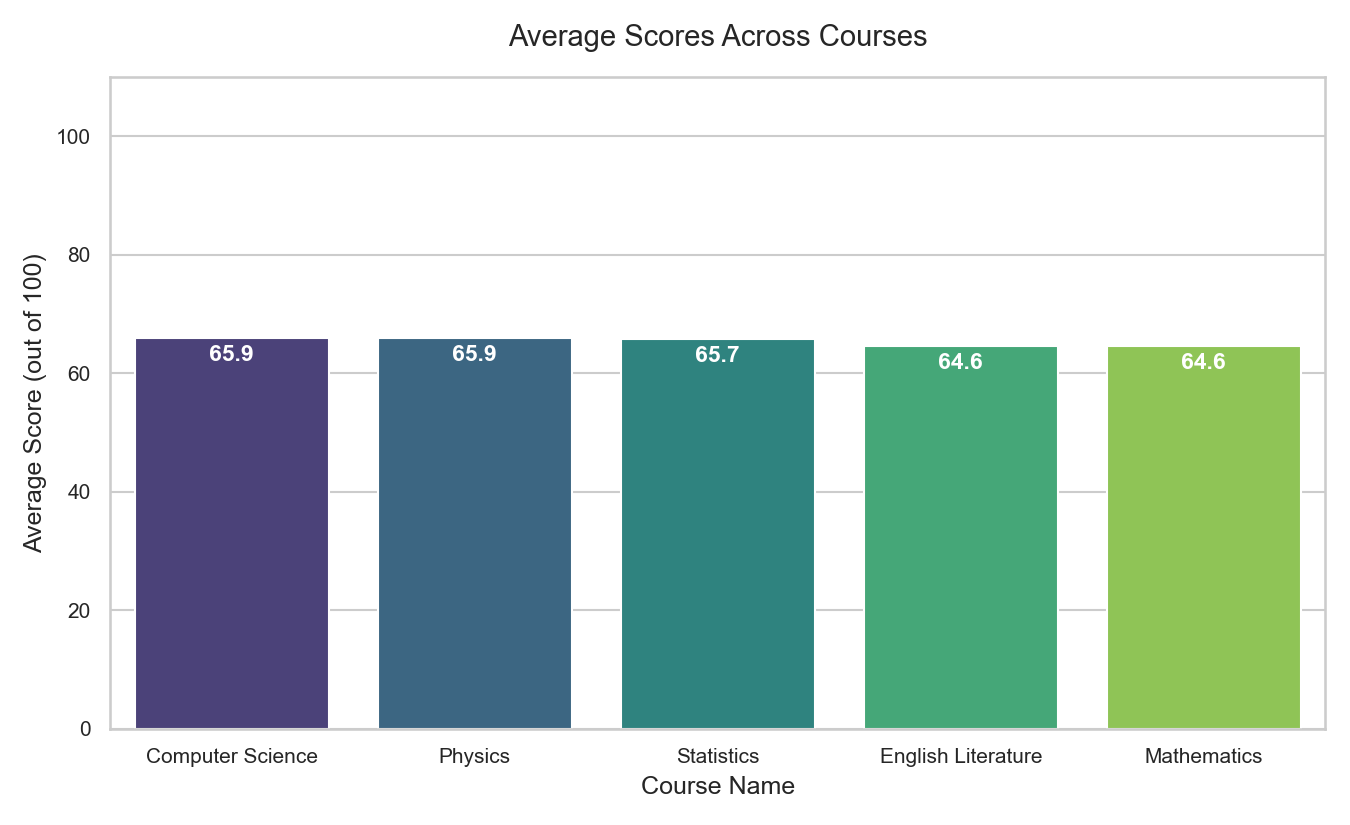 Average Scores Across Courses
Average Score (out of 100)
100
80
60
40
20
0
65.9
65.9
65.7
64.6
64.6
Computer Science
Physics
Statistics
English Literature
Mathematics
Course Name